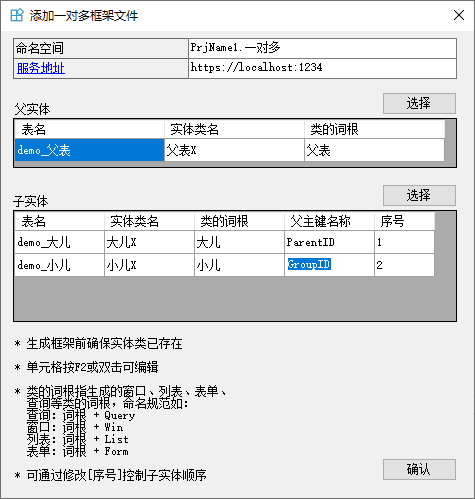 添加一对多框架文件
命名空间 PrjName1.一对多
服务地址 https://localhost:1234
父实体 选择
表名 实体类名 类的词根
demo_父表 父表X 父表
子实体 选择
表名 实体类名 类的词根 父主键名称 序号
demo_大儿 大儿X 大儿 ParentID 1
demo_小儿 小儿X 小儿 GroupID 2
* 生成框架前确保实体类已存在
* 单元格按F2或双击可编辑
* 类的词根指生成的窗口、列表、表单、
查询等类的词根，命名规范如:
查询: 词根 + Query
窗口: 词根 + Win
列表: 词根 + List
表单: 词根 + Form
* 可通过修改[序号]控制子实体顺序
确认